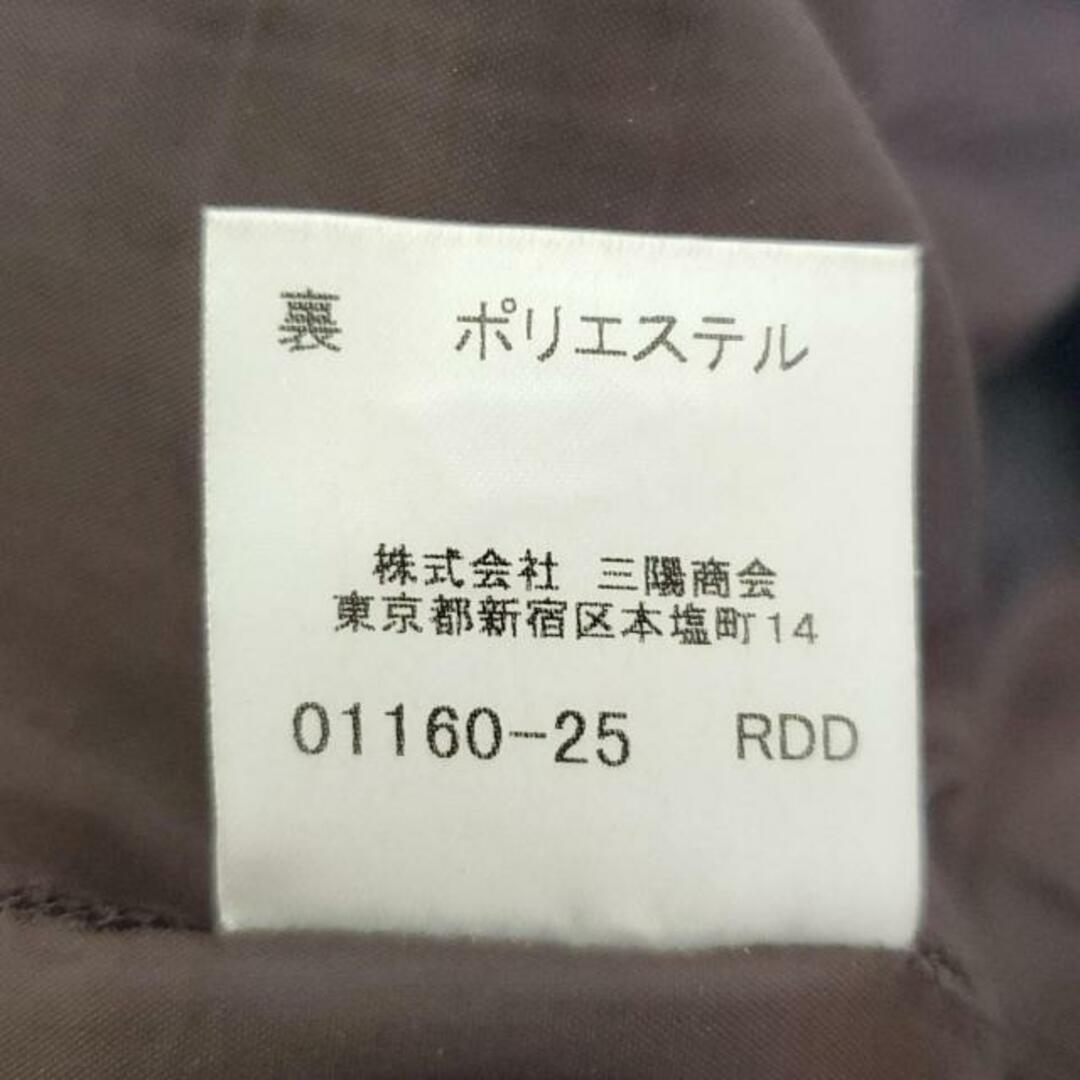 裏 ポリエステル
株式会社 三陽商会
東京都新宿区本塩町14
01160-25 RDD